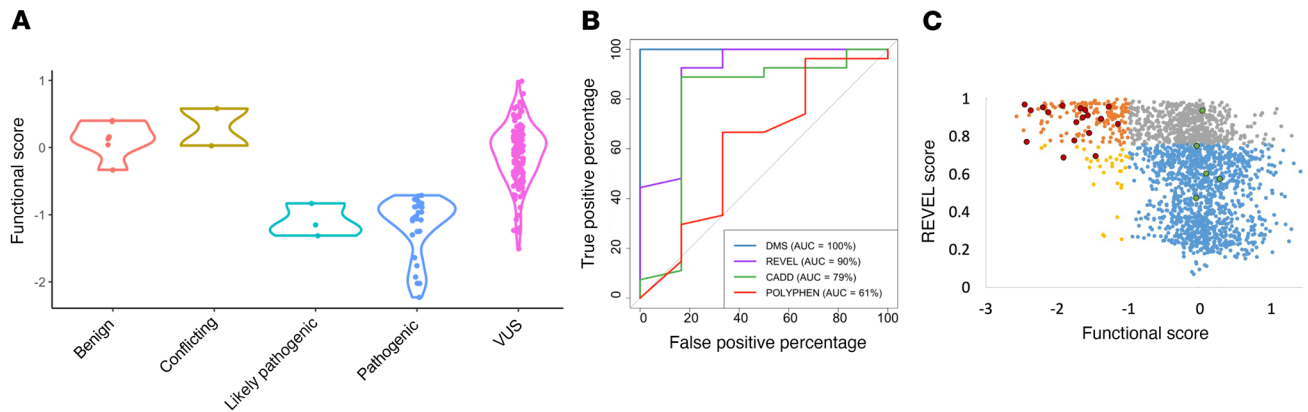 A
Functional score
1
0
-1
-2
Benign
Conflicting
Likely pathogenic
Pathogenic
VUS
B
True positive percentage
100
80
60
40
20
0
DMS (AUC = 100%)
REVEL (AUC = 90%)
CADD (AUC = 79%)
POLYPHEN (AUC = 61%)
0 20 40 60 80 100
False positive percentage
C
REVEL score
1
0.8
0.6
0.4
0.2
0
-3 -2 -1 0 1
Functional score